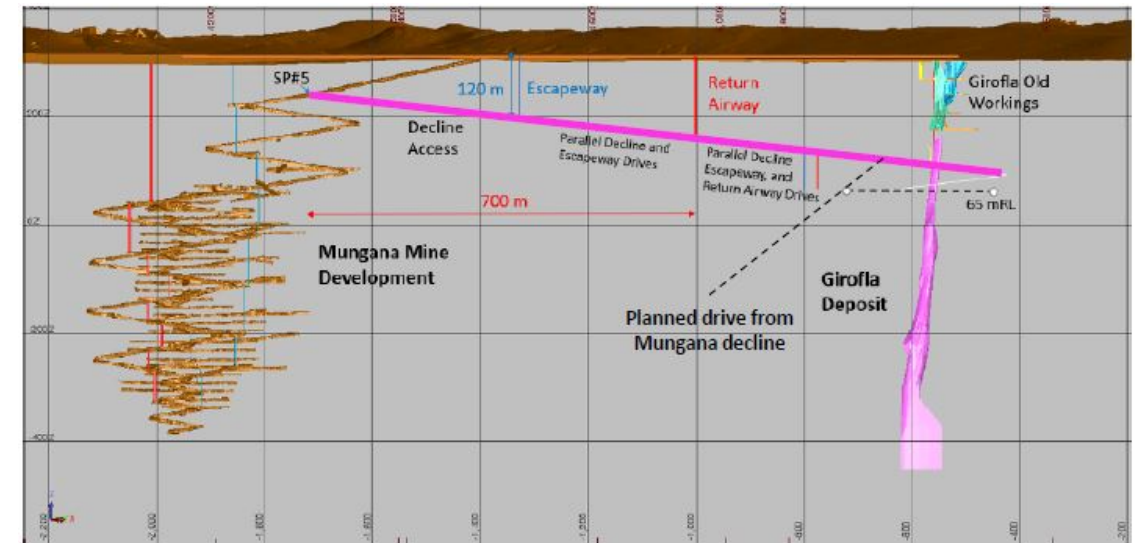 SP#5
120 m
Escapeway
Return
Airway
Girofla Old
Workings
Decline
Access
Parallel Decline and
Escapeway Drives
Parallel Decline
Escapeway, and
Return Airway Drives
700 m
65 mRL
Mungana Mine
Development
Girofla
Deposit
Planned drive from
Mungana decline